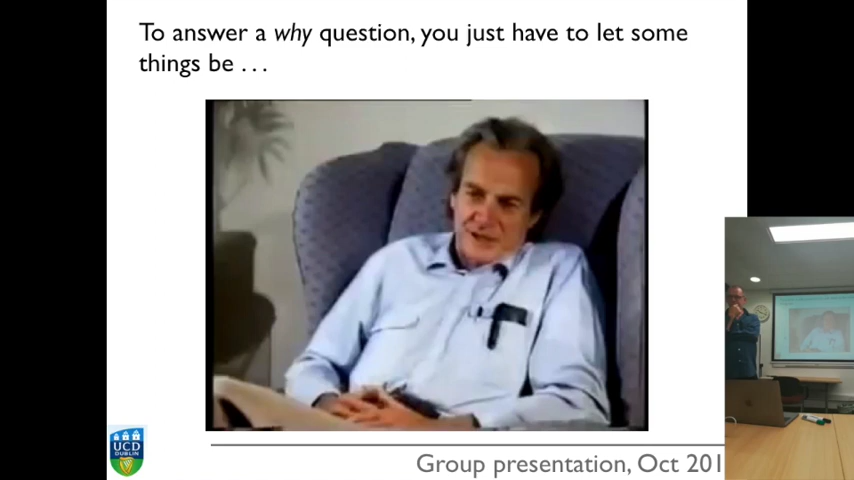 To answer a why question, you just have to let some
things be . . .
UCD
DUBLIN
Group presentation, Oct 201